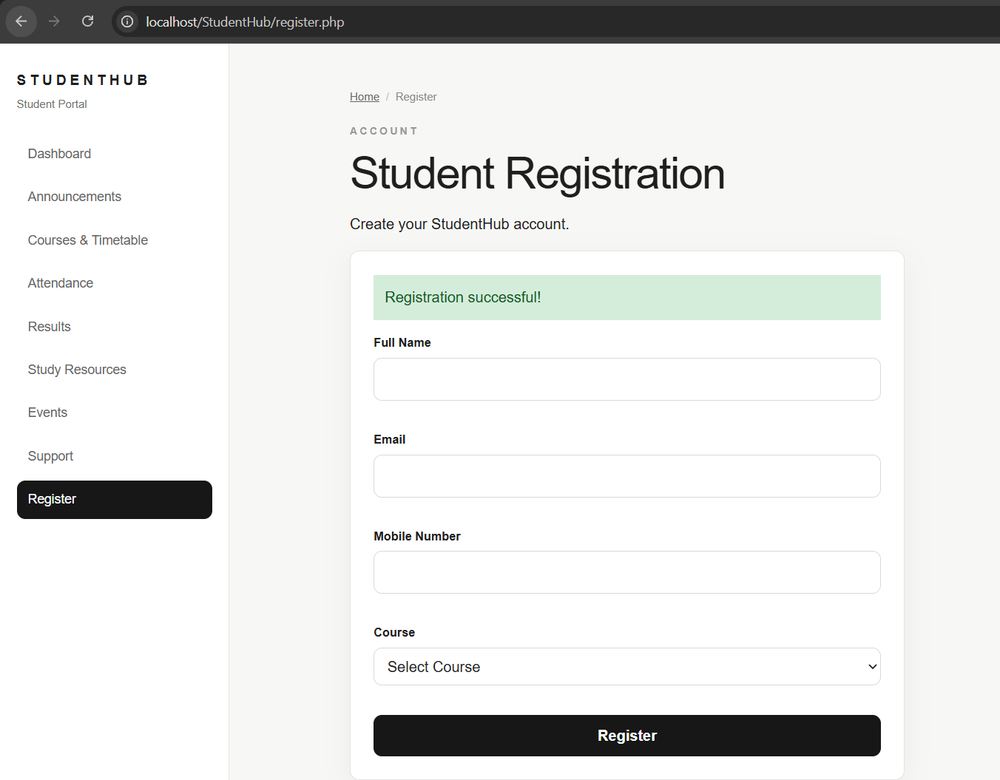 localhost/StudentHub/register.php
STUDENTHUB
Student Portal
Dashboard
Announcements
Courses & Timetable
Attendance
Results
Study Resources
Events
Support
Register
Home / Register
ACCOUNT
Student Registration
Create your StudentHub account.
Registration successful!
Full Name
Email
Mobile Number
Course
Select Course
Register